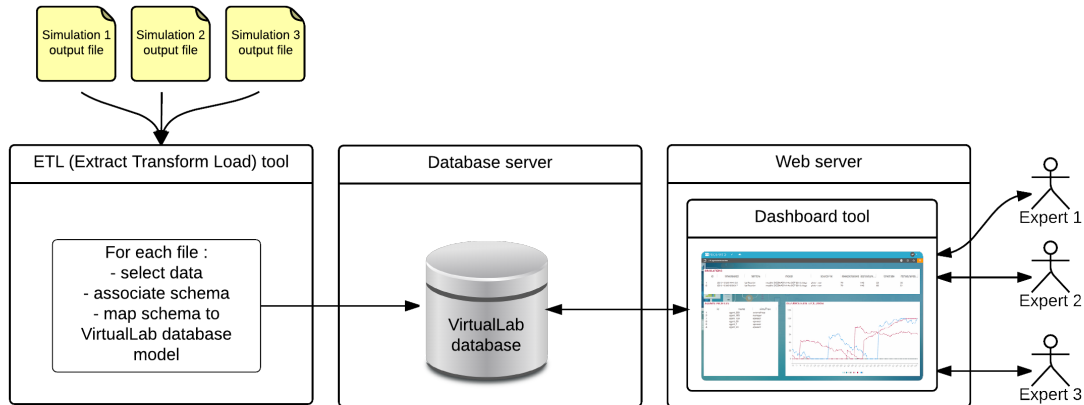 Simulation 1
output file
Simulation 2
output file
Simulation 3
output file
ETL (Extract Transform Load) tool
For each file :
- select data
- associate schema
- map schema to
VirtualLab database
model
Database server
VirtualLab
database
Web server
Dashboard tool
Expert 1
Expert 2
Expert 3